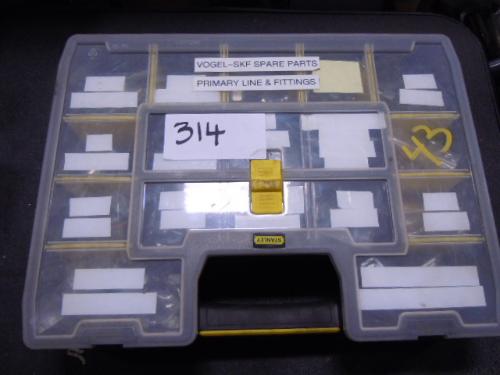 VOGEL-SKF SPARE PARTS
PRIMARY LINE & FITTINGS
314
43
STANLEY